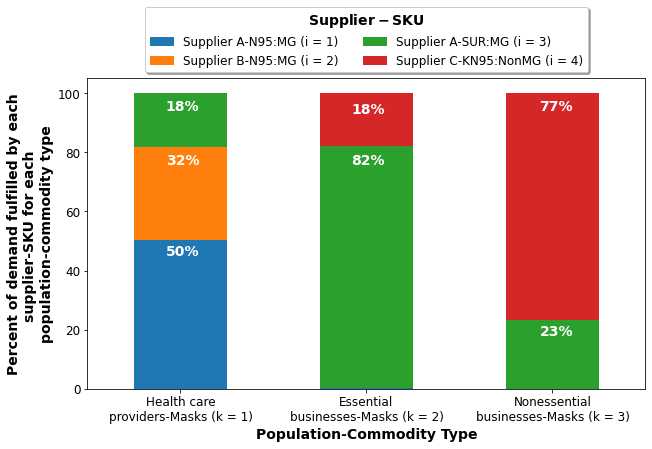 Supplier − SKU
Supplier A-N95:MG (i = 1)
Supplier B-N95:MG (i = 2)
Supplier A-SUR:MG (i = 3)
Supplier C-KN95:NonMG (i = 4)
Percent of demand fulfilled by each
supplier-SKU for each
population-commodity type
100
80
60
40
20
0
18%
32%
50%
18%
82%
77%
23%
Health care
providers-Masks (k = 1)
Essential
businesses-Masks (k = 2)
Nonessential
businesses-Masks (k = 3)
Population-Commodity Type